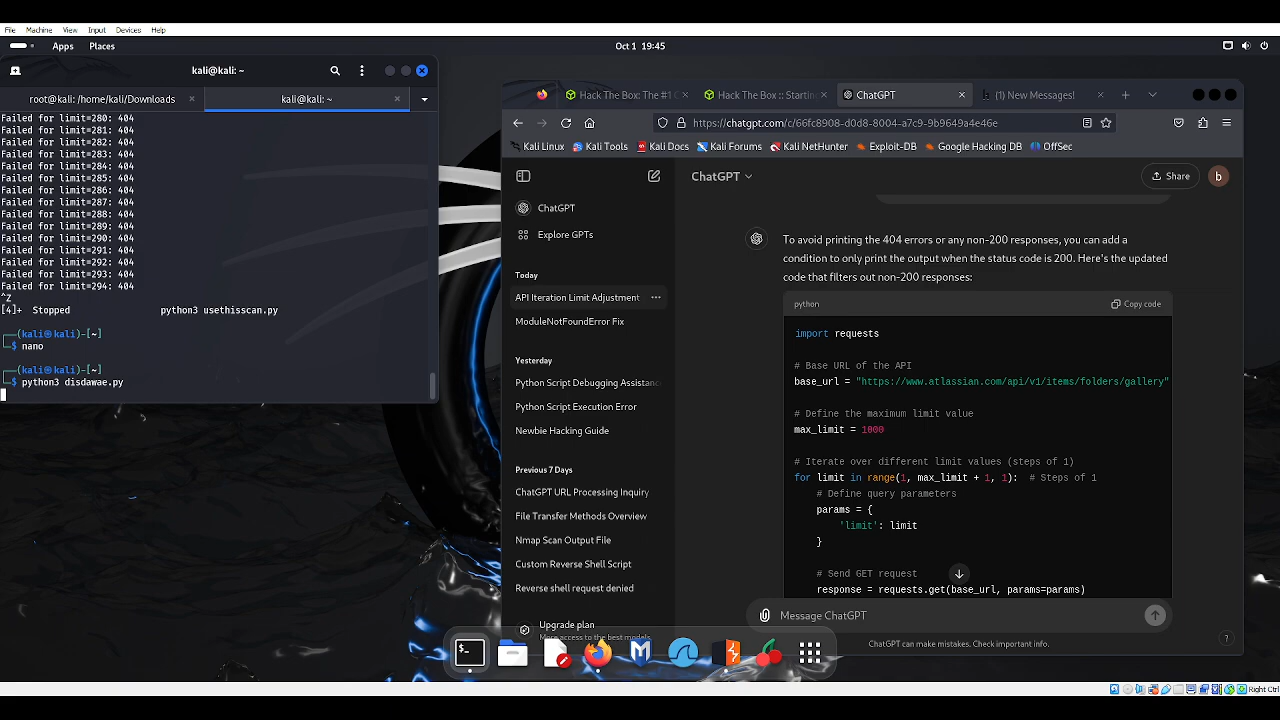 File Machine View Input Devices Help
Apps Places
Oct 1 19:45
kali@kali: ~
root@kali: /home/kali/Downloads
kali@kali: ~
Failed for limit=280: 404
Failed for limit=281: 404
Failed for limit=282: 404
Failed for limit=283: 404
Failed for limit=284: 404
Failed for limit=285: 404
Failed for limit=286: 404
Failed for limit=287: 404
Failed for limit=288: 404
Failed for limit=289: 404
Failed for limit=290: 404
Failed for limit=291: 404
Failed for limit=292: 404
Failed for limit=293: 404
Failed for limit=294: 404
^Z
[4]+ Stopped python3 usethisscan.py
(kali㉿kali)-[~]
$ nano
(kali㉿kali)-[~]
$ python3 disdawae.py
Hack The Box: The #1 C
Hack The Box :: Startin
ChatGPT
(1) New Messages!
https://chatgpt.com/c/66fc8908-d0d8-8004-a7c9-9b9649a4e46e
Kali Linux Kali Tools Kali Docs Kali Forums Kali NetHunter Exploit-DB Google Hacking DB OffSec
ChatGPT
Explore GPTs
Today
API Iteration Limit Adjustment
ModuleNotFoundError Fix
Yesterday
Python Script Debugging Assistanc
Python Script Execution Error
Newbie Hacking Guide
Previous 7 Days
ChatGPT URL Processing Inquiry
File Transfer Methods Overview
Nmap Scan Output File
Custom Reverse Shell Script
Reverse shell request denied
Upgrade plan
More access to the best models
ChatGPT
Share
b
To avoid printing the 404 errors or any non-200 responses, you can add a
condition to only print the output when the status code is 200. Here's the updated
code that filters out non-200 responses:
python
Copy code
import requests
# Base URL of the API
base_url = "https://www.atlassian.com/api/v1/items/folders/gallery"
# Define the maximum limit value
max_limit = 1000
# Iterate over different limit values (steps of 1)
for limit in range(1, max_limit + 1, 1): # Steps of 1
# Define query parameters
params = {
'limit': limit
}
# Send GET request
response = requests.get(base_url, params=params)
Message ChatGPT
ChatGPT can make mistakes. Check important info.
?
Right Ctrl